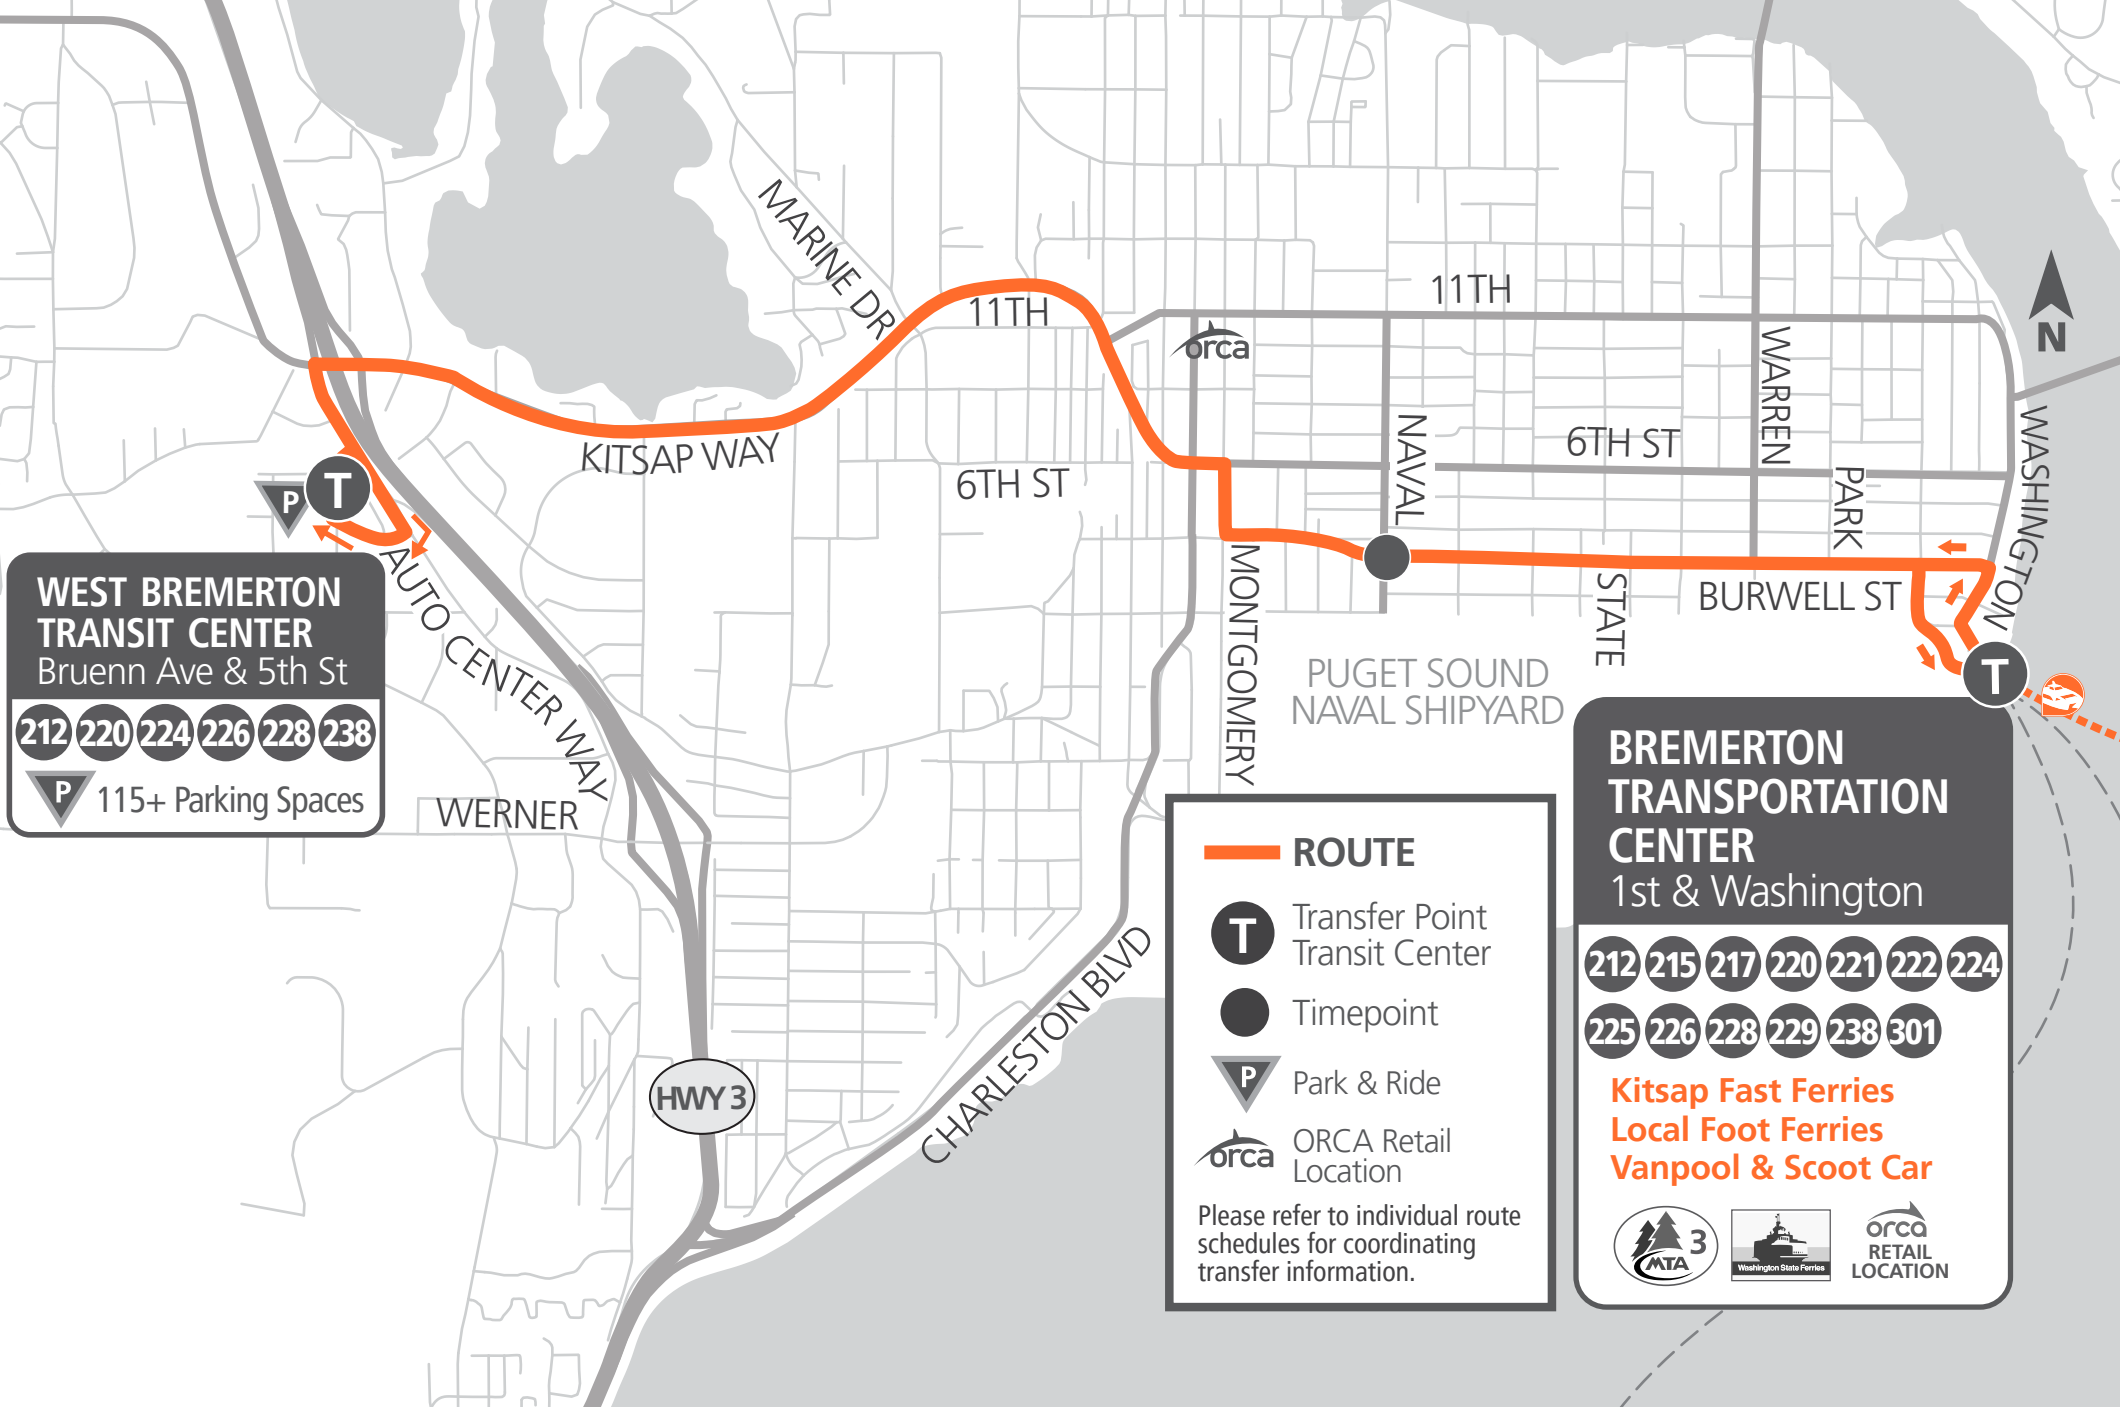 MARINE DR
11TH
11TH
orca
N
WARREN
NAVAL
6TH ST
WASHINGTON
KITSAP WAY
6TH ST
PARK
P
T
AUTO CENTER WAY
MONTGOMERY
STATE
BURWELL ST
T
PUGET SOUND
NAVAL SHIPYARD
WERNER
HWY 3
CHARLESTON BLVD
WEST BREMERTON
TRANSIT CENTER
Bruenn Ave & 5th St
212 220 224 226 228 238
P 115+ Parking Spaces
ROUTE
T Transfer Point
Transit Center
Timepoint
P Park & Ride
orca ORCA Retail
Location
Please refer to individual route
schedules for coordinating
transfer information.
BREMERTON
TRANSPORTATION
CENTER
1st & Washington
212 215 217 220 221 222 224
225 226 228 229 238 301
Kitsap Fast Ferries
Local Foot Ferries
Vanpool & Scoot Car
MTA 3
Washington State Ferries
orca
RETAIL
LOCATION